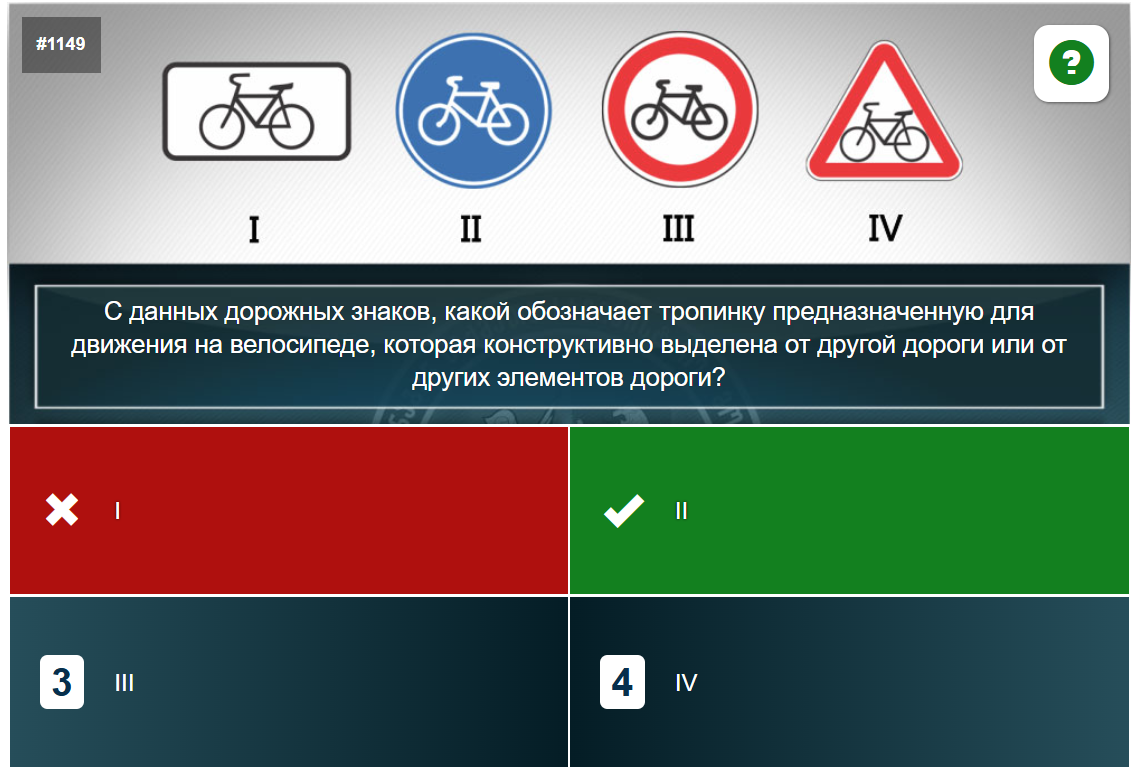 #1149
?
I II III IV
С данных дорожных знаков, какой обозначает тропинку предназначенную для
движения на велосипеде, которая конструктивно выделена от другой дороги или от
других элементов дороги?
I
II
3 III
4 IV